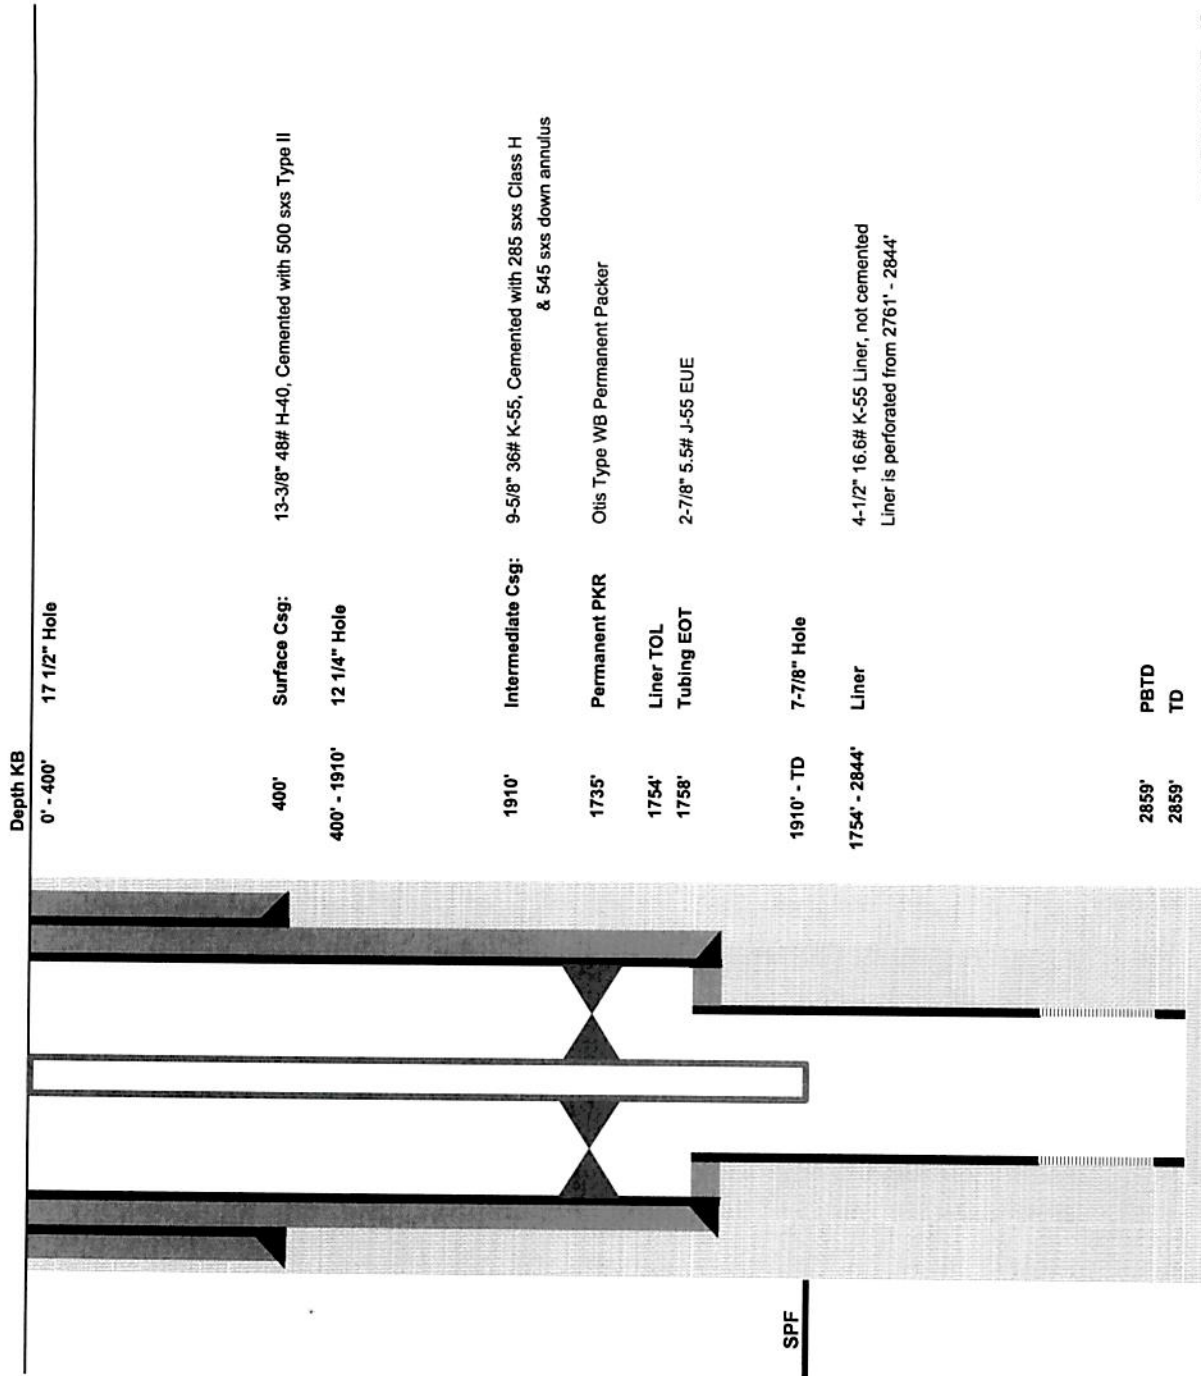 Depth KB
0' - 400' 17 1/2" Hole
400' Surface Csg: 13-3/8" 48# H-40, Cemented with 500 sxs Type II
400' - 1910' 12 1/4" Hole
1910' Intermediate Csg: 9-5/8" 36# K-55, Cemented with 285 sxs Class H
& 545 sxs down annulus
1735' Permanent PKR Otis Type WB Permanent Packer
1754' Liner TOL
1758' Tubing EOT 2-7/8" 5.5# J-55 EUE
SPF
1910' - TD 7-7/8" Hole
1754' - 2844' Liner 4-1/2" 16.6# K-55 Liner, not cemented
Liner is perforated from 2761' - 2844'
2859' PBTD
2859' TD